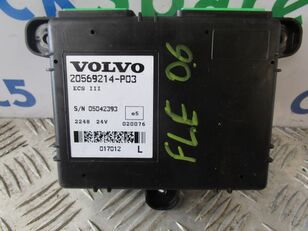 VOLVO
20569214-P03
ECS III
S/N 05042393
e5
2248 24V
020076
017012 L
FLE 06